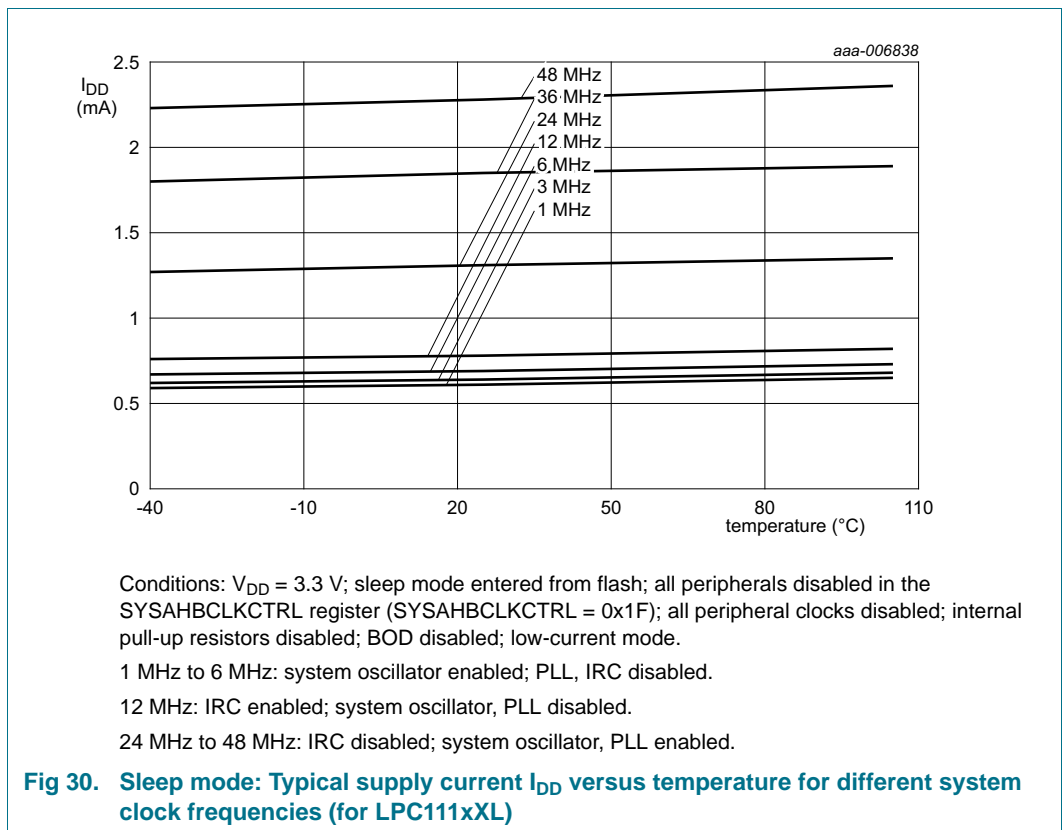 aaa-006838
2.5
I_DD
(mA)
2
1.5
1
0.5
0
48 MHz
36 MHz
24 MHz
12 MHz
6 MHz
3 MHz
1 MHz
-40
-10
20
50
80
110
temperature (°C)
Conditions: V_DD = 3.3 V; sleep mode entered from flash; all peripherals disabled in the
SYSAHBCLKCTRL register (SYSAHBCLKCTRL = 0x1F); all peripheral clocks disabled; internal
pull-up resistors disabled; BOD disabled; low-current mode.
1 MHz to 6 MHz: system oscillator enabled; PLL, IRC disabled.
12 MHz: IRC enabled; system oscillator, PLL disabled.
24 MHz to 48 MHz: IRC disabled; system oscillator, PLL enabled.
Fig 30. Sleep mode: Typical supply current I_DD versus temperature for different system
clock frequencies (for LPC111xXL)